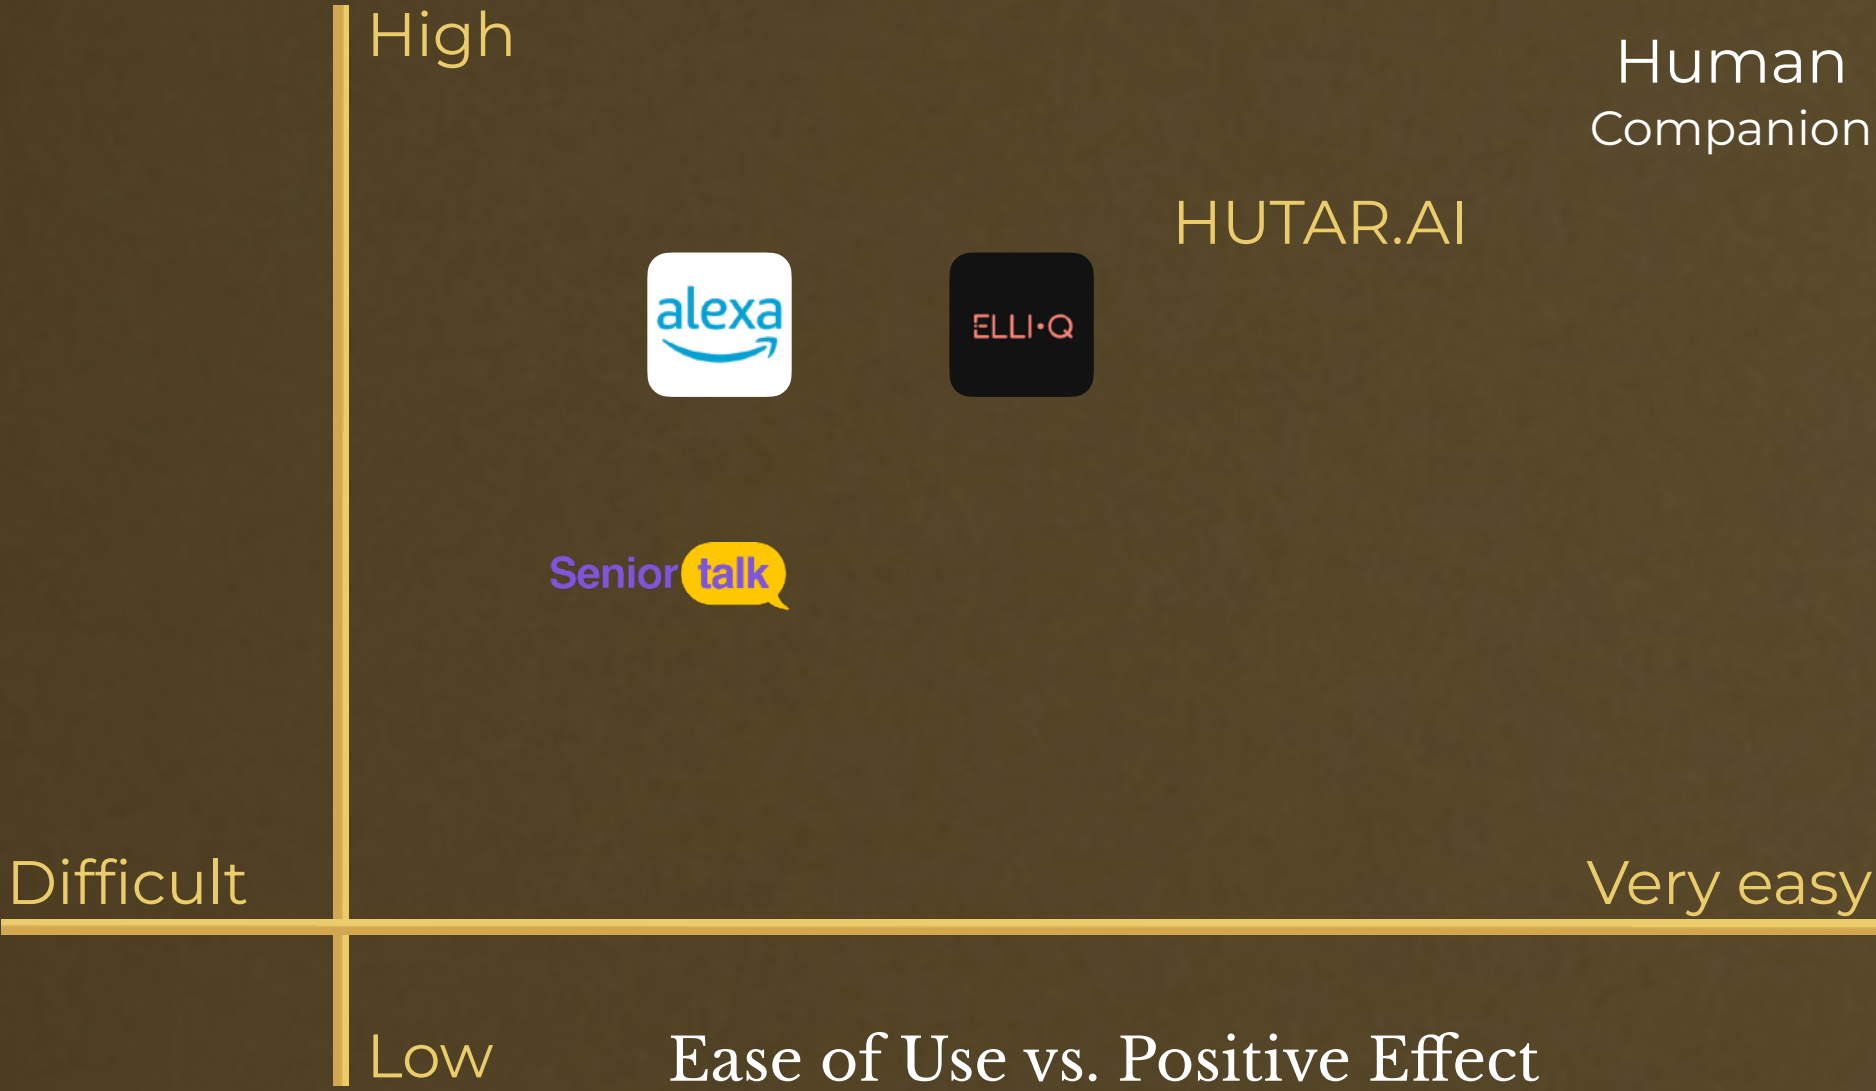 High
Human
Companion
HUTAR.AI
alexa
ELLI•Q
Senior talk
Difficult
Very easy
Low
Ease of Use vs. Positive Effect